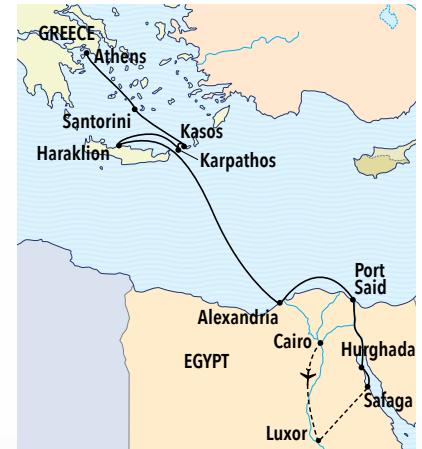 GREECE
Athens
Santorini
Kasos
Haraklion
Karpathos
Port
Said
Alexandria
Cairo
Hurghada
EGYPT
Safaga
Luxor